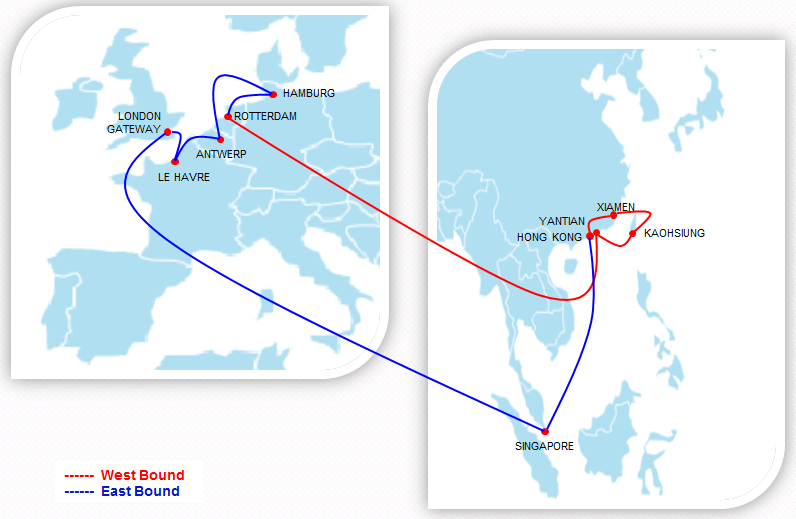 HAMBURG
LONDON
GATEWAY
ROTTERDAM
ANTWERP
LE HAVRE
XIAMEN
YANTIAN
HONG KONG
KAOHSIUNG
SINGAPORE
------ West Bound
------ East Bound